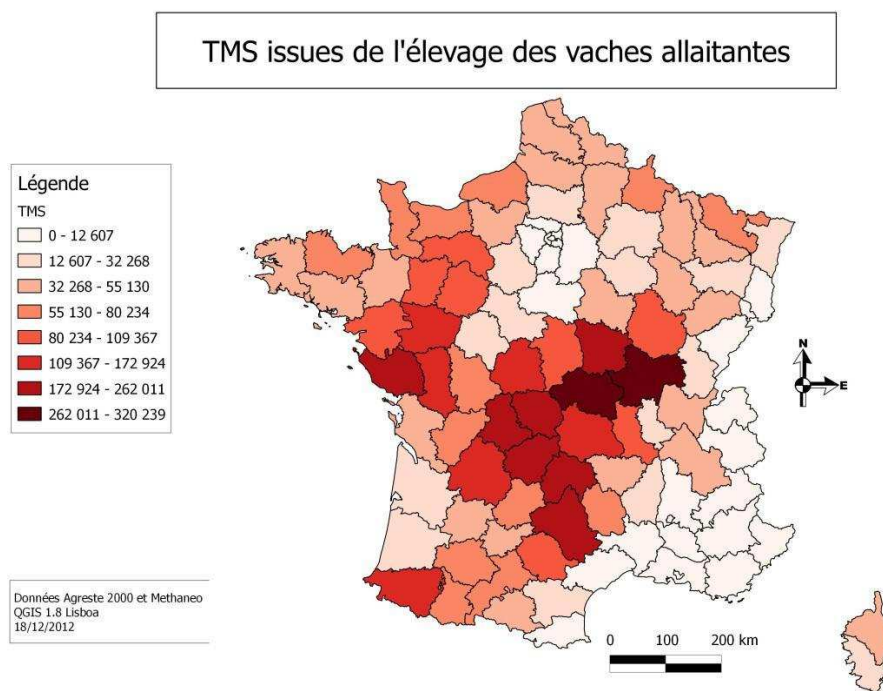 TMS issues de l'élevage des vaches allaitantes
Légende
TMS
0 - 12 607
12 607 - 32 268
32 268 - 55 130
55 130 - 80 234
80 234 - 109 367
109 367 - 172 924
172 924 - 262 011
262 011 - 320 239
N
E
Données Agreste 2000 et Methaneo
QGIS 1.8 Lisboa
18/12/2012
0 100 200 km